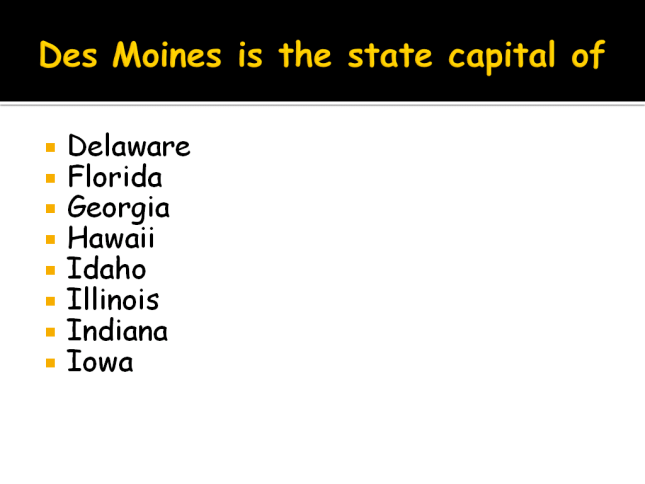 Des Moines is the state capital of
Delaware
Florida
Georgia
Hawaii
Idaho
Illinois
Indiana
Iowa